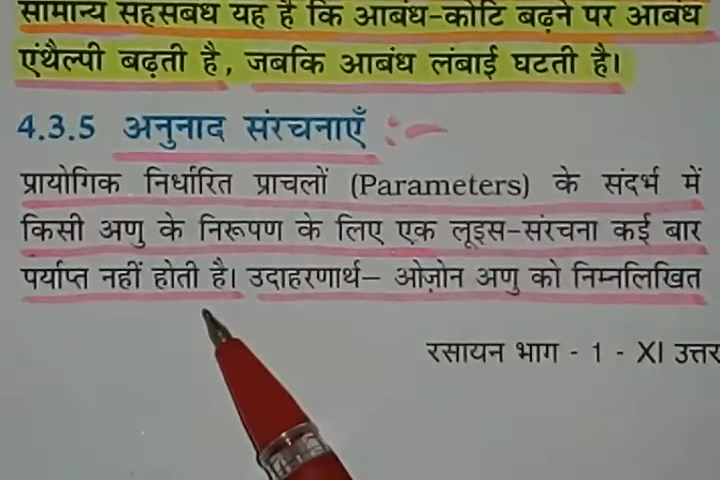 सामान्य सहसंबंध यह है कि आबंध-कोटि बढ़ने पर आबंध
एंथैल्पी बढ़ती है, जबकि आबंध लंबाई घटती है।
4.3.5 अनुनाद संरचनाएँ :-
प्रायोगिक निर्धारित प्राचलों (Parameters) के संदर्भ में
किसी अणु के निरूपण के लिए एक लूइस-संरचना कई बार
पर्याप्त नहीं होती है। उदाहरणार्थ– ओज़ोन अणु को निम्नलिखित
रसायन भाग - 1 - XI उत्तर